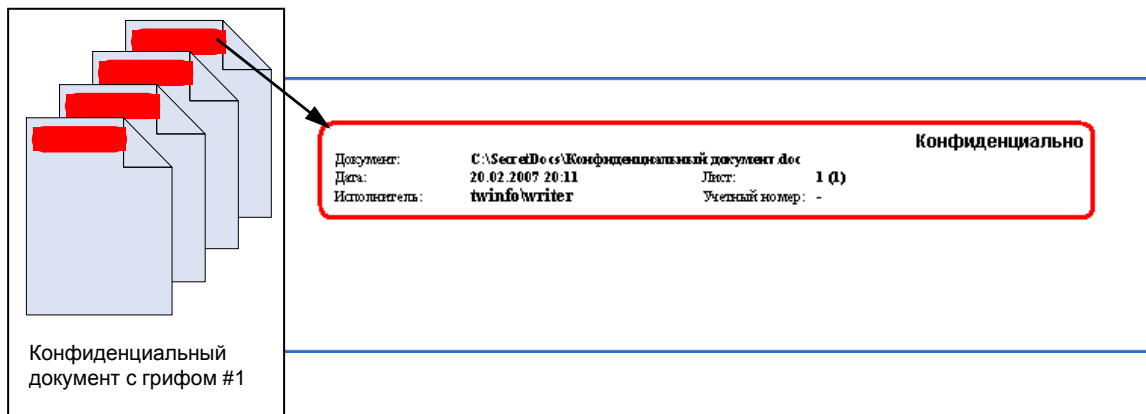 Конфиденциально
Документ: C:\SecretDocs\Конфиденциальный документ.doc
Дата: 20.02.2007 20:11 Лист: 1 (1)
Исполнитель: twinfo\writer Учетный номер: -
Конфиденциальный
документ с грифом #1